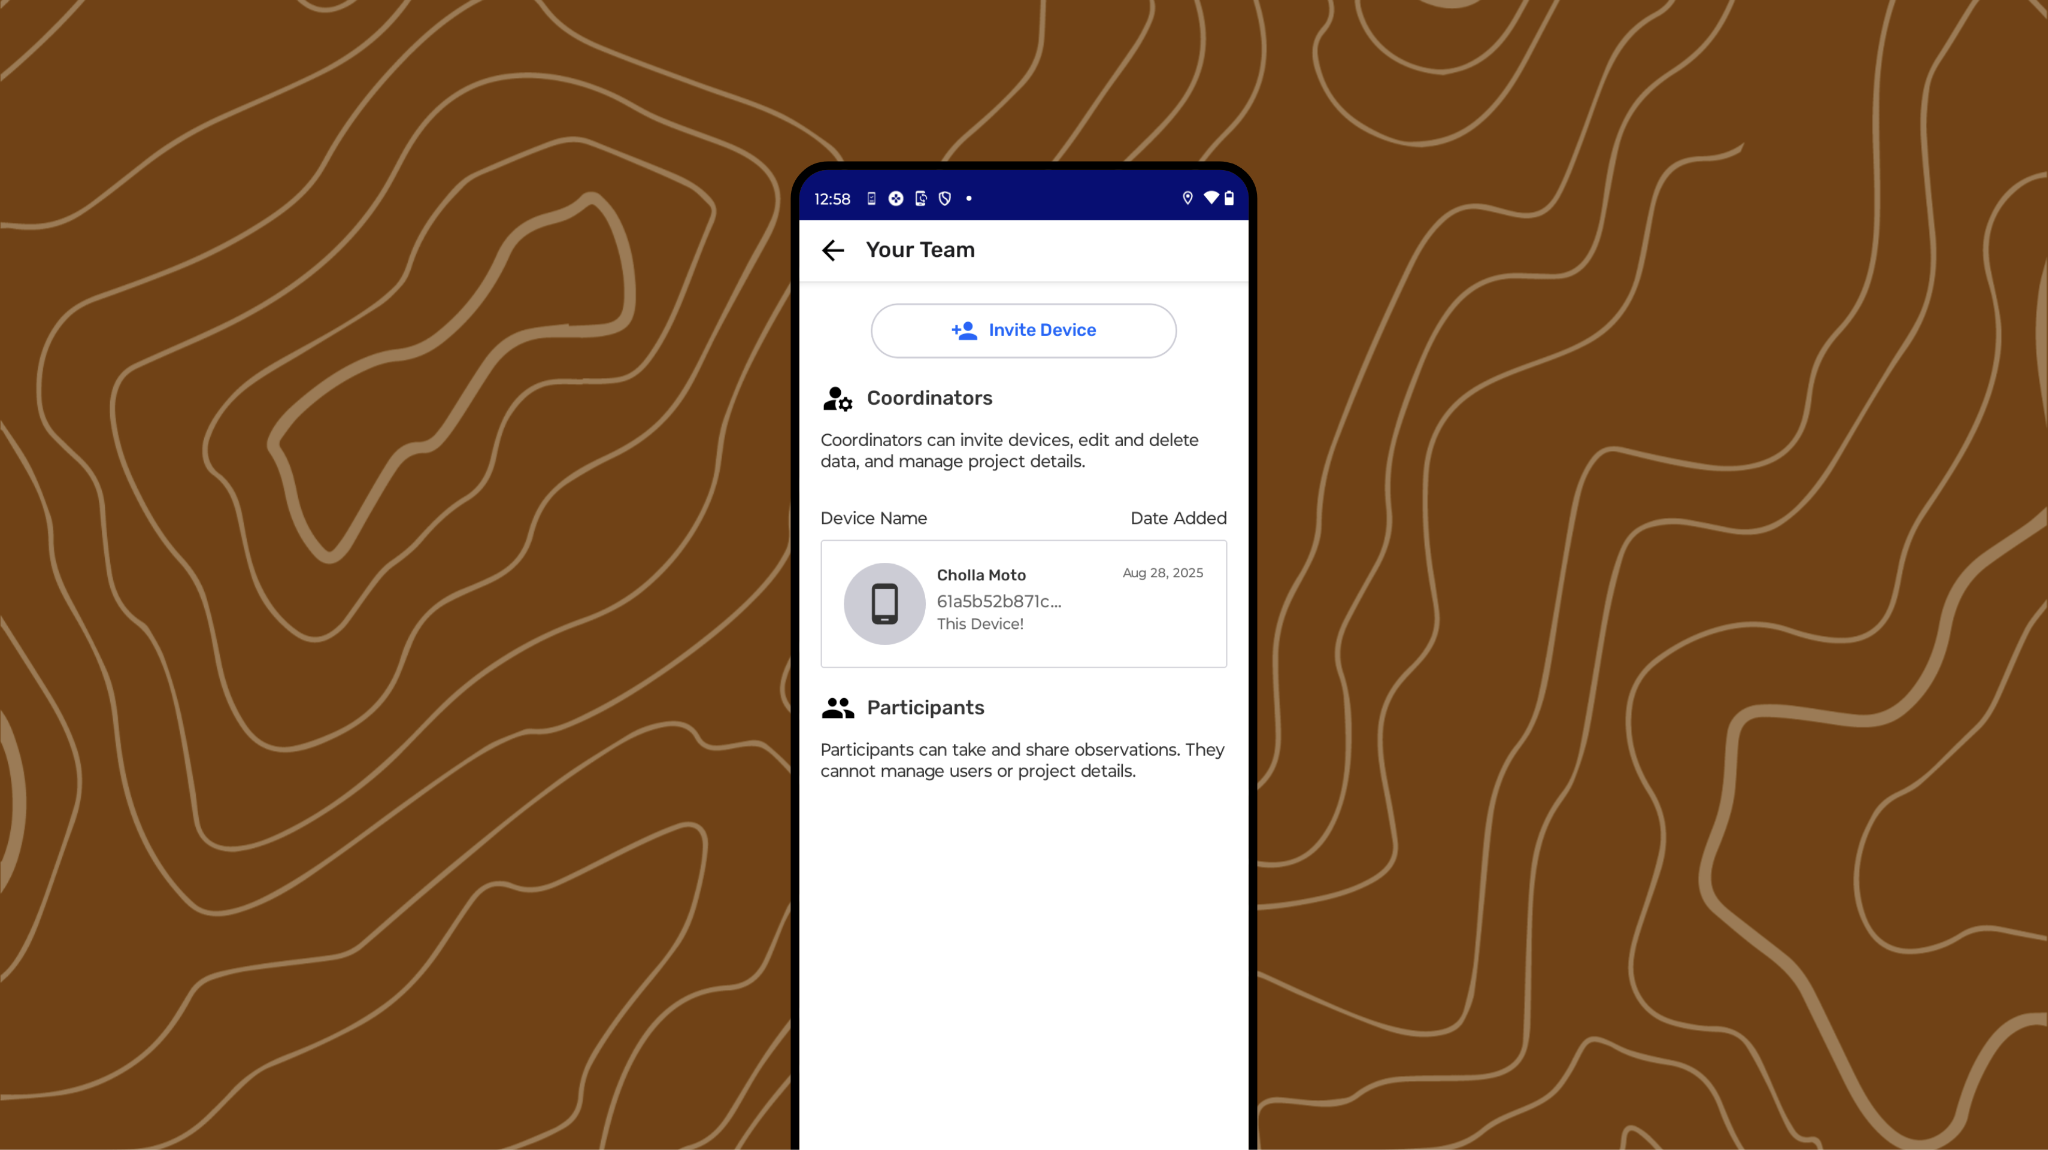 12:58
Your Team
Invite Device
Coordinators
Coordinators can invite devices, edit and delete
data, and manage project details.
Device Name Date Added
Cholla Moto Aug 28, 2025
61a5b52b871c...
This Device!
Participants
Participants can take and share observations. They
cannot manage users or project details.